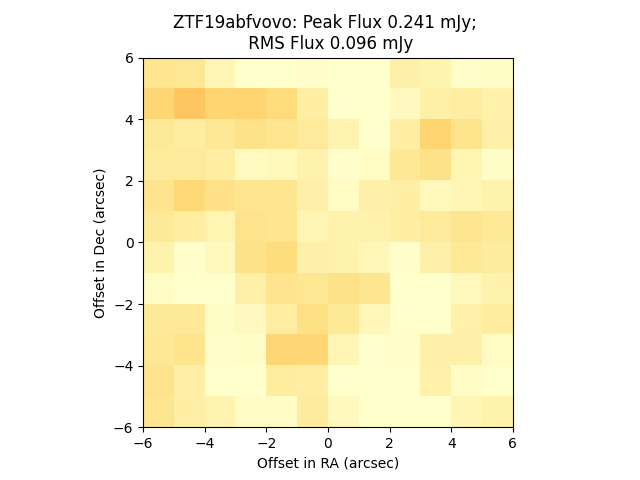 ZTF19abfvovo: Peak Flux 0.241 mJy;
RMS Flux 0.096 mJy
6
4
2
0
−2
−4
−6
Offset in Dec (arcsec)
−6 −4 −2 0 2 4 6
Offset in RA (arcsec)